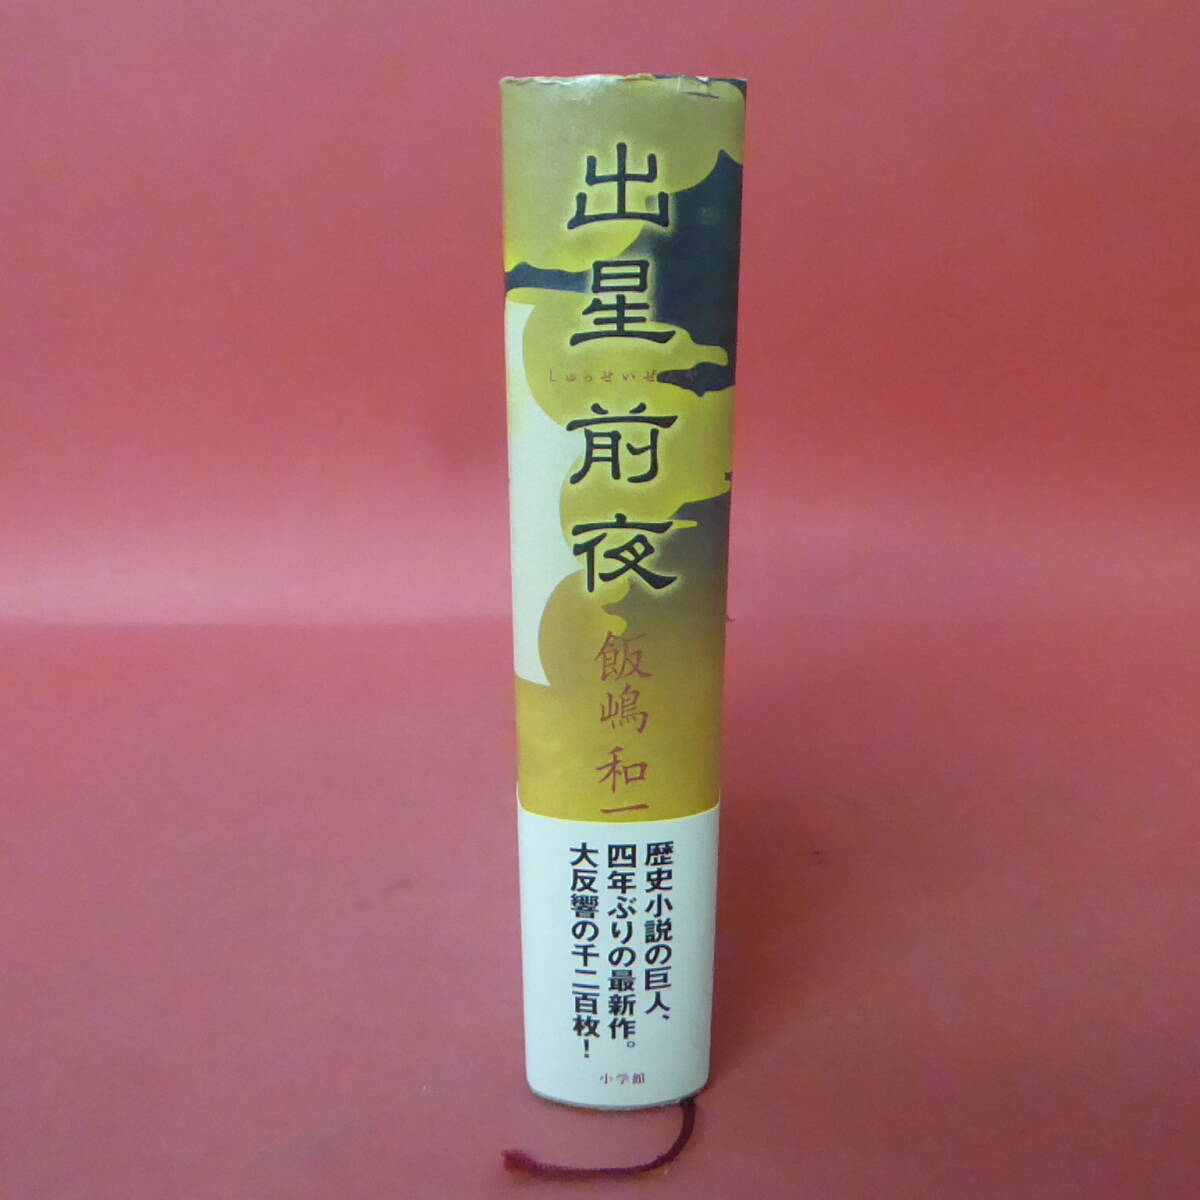 出星前夜
しゅっせいぜんや
飯嶋和一
歴史小説の巨人、
四年ぶりの最新作。
大反響の千二百枚！
小学館